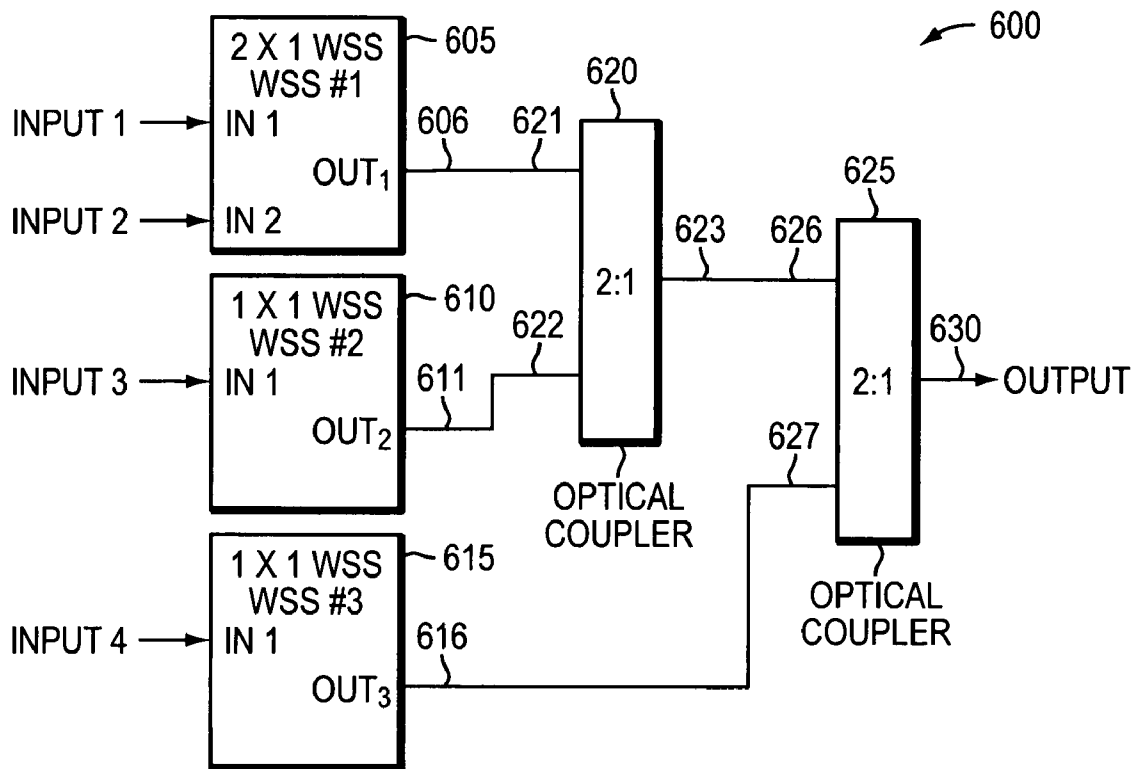 600
2 X 1 WSS
WSS #1
605
INPUT 1
IN 1
OUT1
INPUT 2
IN 2
606
621
620
2:1
OPTICAL
COUPLER
1 X 1 WSS
WSS #2
610
INPUT 3
IN 1
OUT2
611
622
623
626
625
2:1
630
OUTPUT
627
OPTICAL
COUPLER
1 X 1 WSS
WSS #3
615
INPUT 4
IN 1
OUT3
616